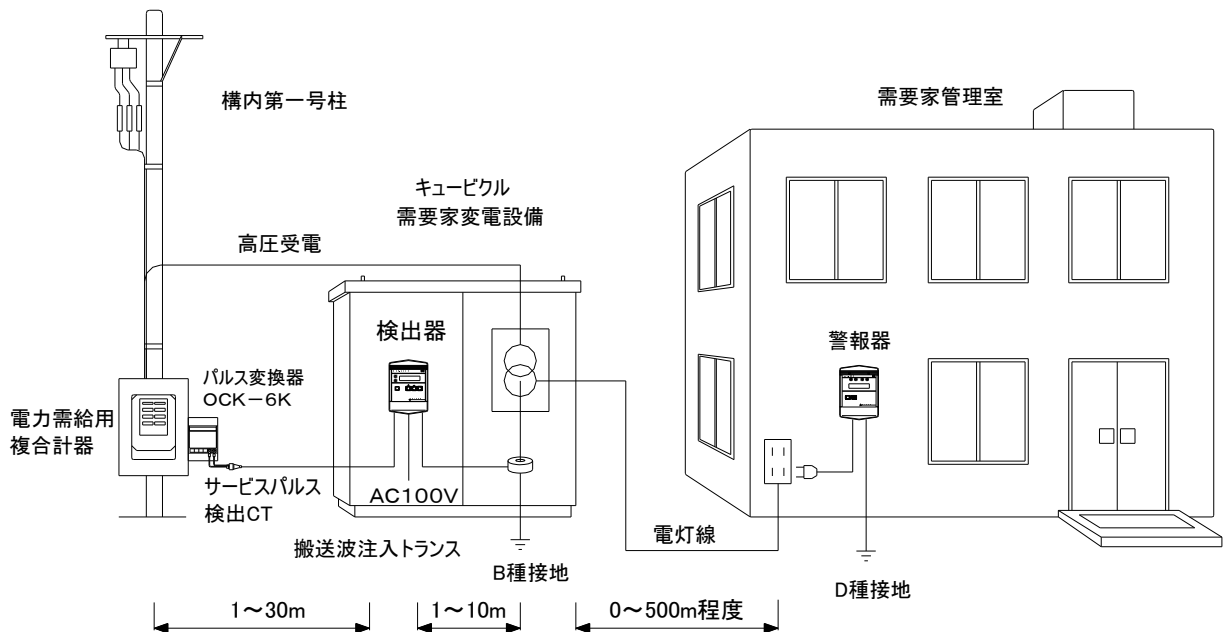 構内第一号柱
需要家管理室
キュービクル
需要家変電設備
高圧受電
検出器
警報器
パルス変換器
OCK-6K
電力需給用
複合計器
サービスパルス
検出CT
AC100V
搬送波注入トランス
B種接地
電灯線
D種接地
1~30m
1~10m
0~500m程度